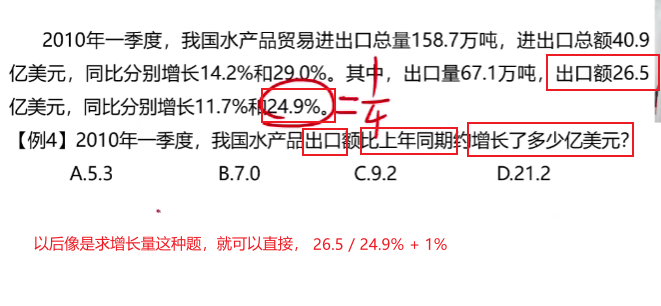 2010年一季度，我国水产品贸易进出口总量158.7万吨，进出口总额40.9
亿美元，同比分别增长14.2%和29.0%。其中，出口量67.1万吨，出口额26.5
亿美元，同比分别增长11.7%和24.9%。=1/4
【例4】2010年一季度，我国水产品出口额比上年同期约增长了多少亿美元?
A.5.3 B.7.0 C.9.2 D.21.2
以后像是求增长量这种题，就可以直接， 26.5 / 24.9% + 1%